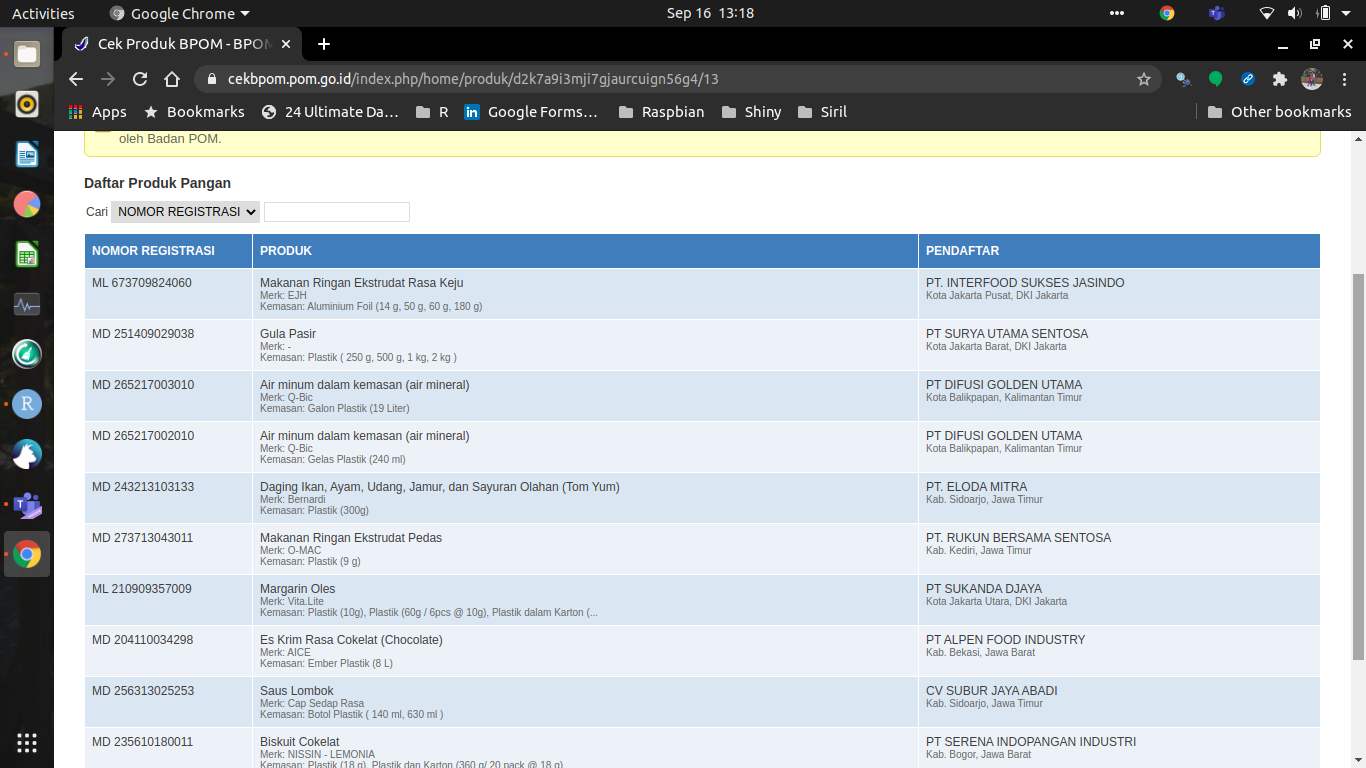 Activities Google Chrome Sep 16 13:18
Cek Produk BPOM - BPOM
cekbpom.pom.go.id/index.php/home/produk/d2k7a9i3mji7gjaurcuign56g4/13
Apps Bookmarks 24 Ultimate Da... R Google Forms... Raspbian Shiny Siril Other bookmarks
oleh Badan POM.
Daftar Produk Pangan
Cari NOMOR REGISTRASI
NOMOR REGISTRASI PRODUK PENDAFTAR
ML 673709824060 Makanan Ringan Ekstrudat Rasa Keju PT. INTERFOOD SUKSES JASINDO
Merk: EJH Kota Jakarta Pusat, DKI Jakarta
Kemasan: Aluminium Foil (14 g, 50 g, 60 g, 180 g)
MD 251409029038 Gula Pasir PT SURYA UTAMA SENTOSA
Merk: - Kota Jakarta Barat, DKI Jakarta
Kemasan: Plastik ( 250 g, 500 g, 1 kg, 2 kg )
MD 265217003010 Air minum dalam kemasan (air mineral) PT DIFUSI GOLDEN UTAMA
Merk: Q-Bic Kota Balikpapan, Kalimantan Timur
Kemasan: Galon Plastik (19 Liter)
MD 265217002010 Air minum dalam kemasan (air mineral) PT DIFUSI GOLDEN UTAMA
Merk: Q-Bic Kota Balikpapan, Kalimantan Timur
Kemasan: Gelas Plastik (240 ml)
MD 243213103133 Daging Ikan, Ayam, Udang, Jamur, dan Sayuran Olahan (Tom Yum) PT. ELODA MITRA
Merk: Bernardi Kab. Sidoarjo, Jawa Timur
Kemasan: Plastik (300g)
MD 273713043011 Makanan Ringan Ekstrudat Pedas PT. RUKUN BERSAMA SENTOSA
Merk: O-MAC Kab. Kediri, Jawa Timur
Kemasan: Plastik (9 g)
ML 210909357009 Margarin Oles PT SUKANDA DJAYA
Merk: Vita.Lite Kota Jakarta Utara, DKI Jakarta
Kemasan: Plastik (10g), Plastik (60g / 6pcs @ 10g), Plastik dalam Karton (...
MD 204110034298 Es Krim Rasa Cokelat (Chocolate) PT ALPEN FOOD INDUSTRY
Merk: AICE Kab. Bekasi, Jawa Barat
Kemasan: Ember Plastik (8 L)
MD 256313025253 Saus Lombok CV SUBUR JAYA ABADI
Merk: Cap Sedap Rasa Kab. Sidoarjo, Jawa Timur
Kemasan: Botol Plastik ( 140 ml, 630 ml )
MD 235610180011 Biskuit Cokelat PT SERENA INDOPANGAN INDUSTRI
Merk: NISSIN - LEMONIA Kab. Bogor, Jawa Barat
Kemasan: Plastik (18 g), Plastik dan Karton (360 g/ 20 pack @ 18 g)